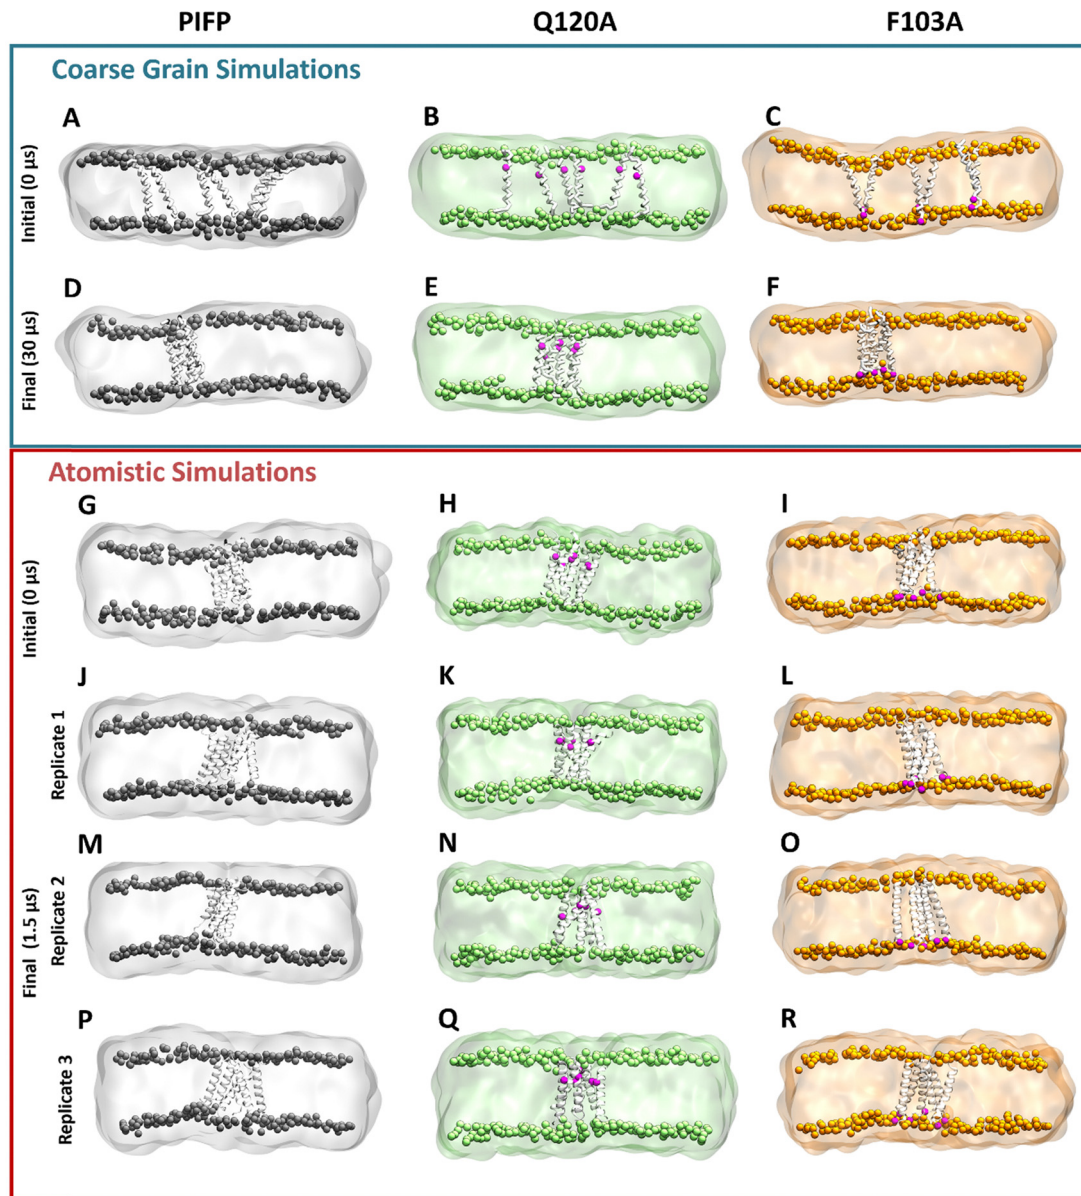 PIFP Q120A F103A
Coarse Grain Simulations
A B C
Initial (0 μs)
D E F
Final (30 μs)
Atomistic Simulations
G H I
Initial (0 μs)
J K L
Replicate 1
M N O
Final (1.5 μs)
Replicate 2
P Q R
Replicate 3